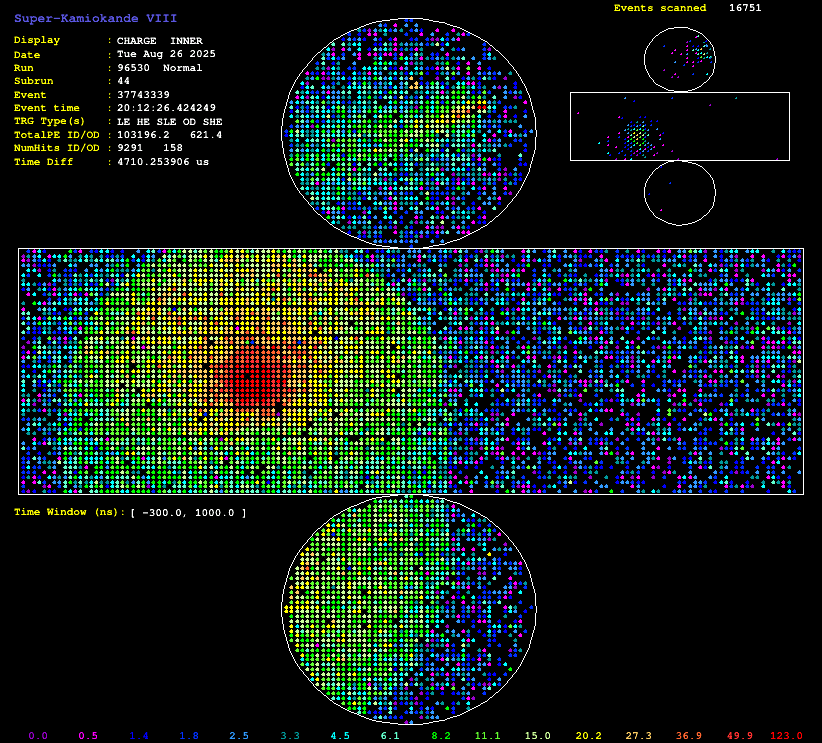 Super-Kamiokande VIII
Events scanned 16751
Display : CHARGE INNER
Date : Tue Aug 26 2025
Run : 96530 Normal
Subrun : 44
Event : 37743339
Event time : 20:12:26.424249
TRG Type(s) : LE HE SLE OD SHE
TotalPE ID/OD : 103196.2 621.4
NumHits ID/OD : 9291 158
Time Diff : 4710.253906 us
Time Window (ns): [ -300.0, 1000.0 ]
0.0 0.5 1.4 1.8 2.5 3.3 4.5 6.1 8.2 11.1 15.0 20.2 27.3 36.9 49.9 123.0